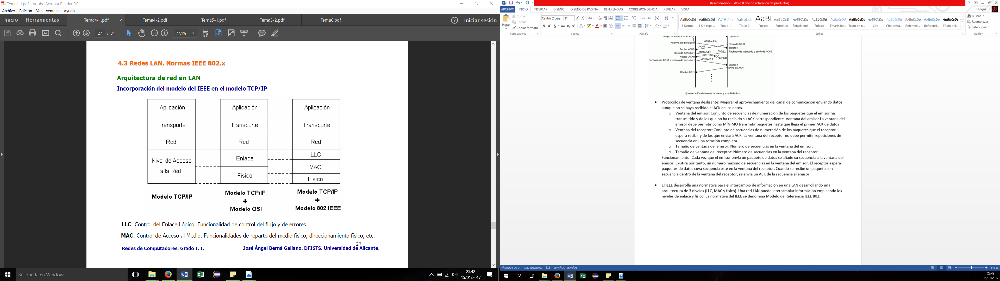 Tema4-1.pdf - Adobe Acrobat Reader DC
Archivo Edición Ver Ventana Ayuda
Inicio Herramientas Tema4-1.pdf × Tema4-2.pdf Tema5-1.pdf Tema5-2.pdf Tema6.pdf Iniciar sesión
27 / 31 77,1%
4.3 Redes LAN. Normas IEEE 802.x
Arquitectura de red en LAN
Incorporación del modelo del IEEE en el modelo TCP/IP
Aplicación Aplicación Aplicación
Transporte Transporte Transporte
Red Red Red
Nivel de Acceso
a la Red
Enlace
Físico
LLC
MAC
Físico
Modelo TCP/IP
Modelo TCP/IP
+
Modelo OSI
Modelo TCP/IP
+
Modelo 802 IEEE
LLC: Control del Enlace Lógico. Funcionalidad de control del flujo y de errores.
MAC: Control de Acceso al Medio. Funcionalidades de reparto del medio físico, direccionamiento físico, etc.
27
Redes de Computadores. Grado I. I. José Ángel Berná Galiano. DFISTS. Universidad de Alicante.
Búsqueda en Windows
23:42
15/01/2017
Resumen.docx - Word (Error de activación de productos)
ARCHIVO INICIO INSERTAR DISEÑO DISEÑO DE PÁGINA REFERENCIAS CORRESPONDENCIA REVISAR VISTA Diegus .
Pegar
Cortar
Copiar
Copiar formato
Portapapeles
Calibri (Cuerp 11
N K S abc x₂ x²
Fuente
Párrafo
AaBbCcDd AaBbCcDd AaBbC AaBbCcD AaB AaBbCcD AaBbCcDd AaBbCcDd AaBbCcDd AaBbCcDc AaBbCcDd AaBbCcDd AABBCCDD AABBCCDD AaBbCcDd
¶ Normal ¶ Sin espa... Título 1 Título 2 Puesto Subtítulo Énfasis sutil Énfasis Énfasis int... Texto en n... Cita Cita desta... Referenci... Referenci... Título del...
Estilos
Buscar
Reemplazar
Seleccionar
Edición
tiempo de espera de ACK0
Espera 0
Reenvío de mensaje 0
MENSAJE 0
Envío de ACK0
Espera 1
ACK0
Recibe ACK0
Envío de mensaje 1
MENSAJE 1
ACK0
Rechazo de duplicado y envío de ACK0
Recibe ACK0
pérdida
Rechazo de ACK0 y reenvío de mensaje 1
MENSAJE 1
Espera 1
Envío de ACK1
Recibe ACK1
d) Numeración de tramas de datos y asentimientos.
• Protocolos de ventana deslizante: Mejorar el aprovechamiento del canal de comunicación enviando datos
aunque no se haya recibido el ACK de los datos.
o Ventana del emisor: Conjunto de secuencias de numeración de los paquetes que el emisor ha
transmitido y de los que no ha recibido su ACK correspondiente. Ventana del emisor La ventana del
emisor debe permitir como MÍNIMO transmitir paquetes hasta que llega el primer ACK de datos
o Ventana del receptor: Conjunto de secuencias de numeración de los paquetes que el receptor
espera recibir y de los que enviará ACK. La ventana del receptor no debe permitir repeticiones de
secuencia en una rotación completa.
o Tamaño de ventana del emisor: Número de secuencias en la ventana del emisor.
o Tamaño de ventana del receptor: Número de secuencias en la ventana del receptor.
Funcionamiento: Cada vez que el emisor envía un paquete de datos se añade su secuencia a la ventana del
emisor. Existirá por tanto, un número máximo de secuencias en la ventana del emisor. El receptor espera
paquetes de datos cuya secuencia esté en la ventana del receptor. Cuando se recibe un paquete con
secuencia dentro de la ventana del receptor, se envía un ACK de la secuencia al emisor.
• El IEEE desarrolla una normativa para el intercambio de información en una LAN desarrollando una
arquitectura de 3 niveles (LLC, MAC y físico). Una red LAN puede intercambiar información empleando los
niveles de enlace y físico. La normativa del IEEE se denomina Modelo de Referencia IEEE 802.
PÁGINA 9 DE 9 1989 PALABRAS ESPAÑOL (ESPAÑA) 110 %
23:42
15/01/2017